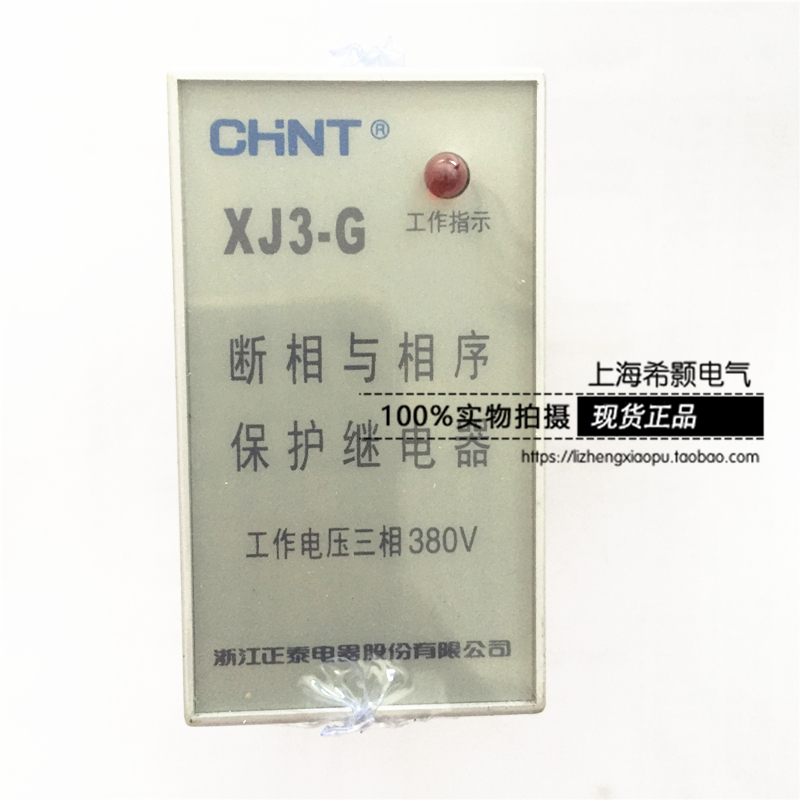 CHNT®
XJ3-G
工作指示
断相与相序
保护继电器
工作电压三相380V
浙江正泰电器股份有限公司
上海希颢电气
100%实物拍摄 现货正品
https://lizhengxiaopu.taobao.com